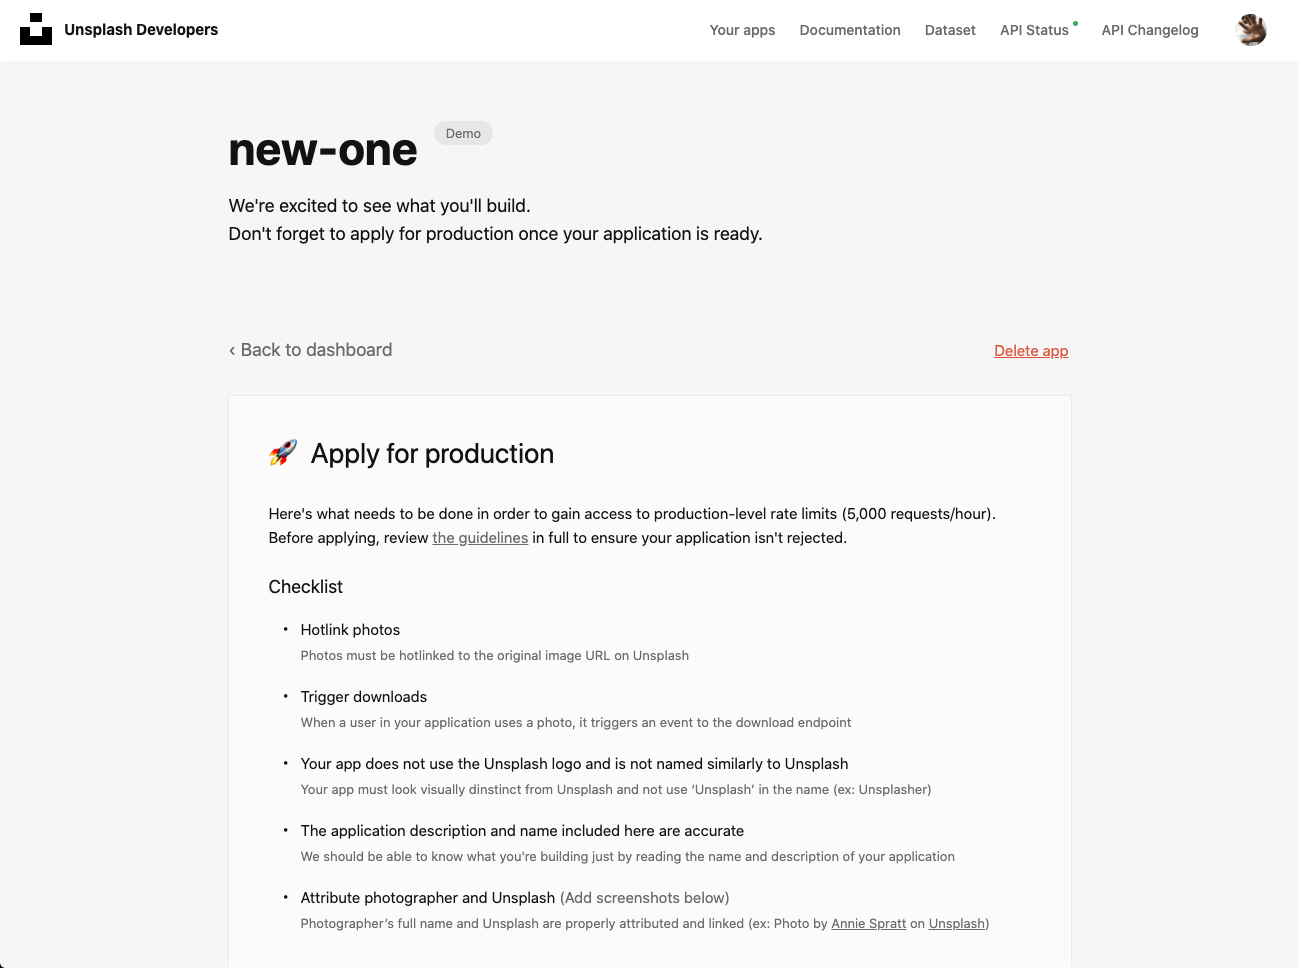 Unsplash Developers
Your apps
Documentation
Dataset
API Status
API Changelog
new-one
Demo
We're excited to see what you'll build.
Don't forget to apply for production once your application is ready.
‹ Back to dashboard
Delete app
🚀 Apply for production
Here's what needs to be done in order to gain access to production-level rate limits (5,000 requests/hour).
Before applying, review the guidelines in full to ensure your application isn't rejected.
Checklist
• Hotlink photos
Photos must be hotlinked to the original image URL on Unsplash
• Trigger downloads
When a user in your application uses a photo, it triggers an event to the download endpoint
• Your app does not use the Unsplash logo and is not named similarly to Unsplash
Your app must look visually dinstinct from Unsplash and not use ‘Unsplash’ in the name (ex: Unsplasher)
• The application description and name included here are accurate
We should be able to know what you're building just by reading the name and description of your application
• Attribute photographer and Unsplash (Add screenshots below)
Photographer’s full name and Unsplash are properly attributed and linked (ex: Photo by Annie Spratt on Unsplash)